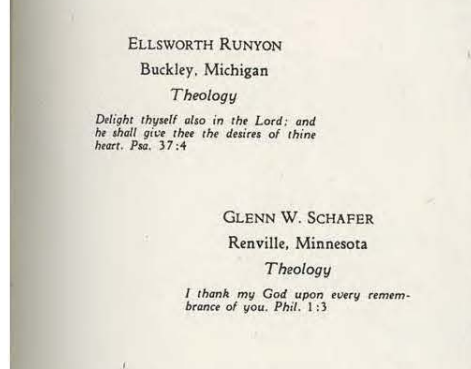 ELLSWORTH RUNYON
Buckley, Michigan
Theology
Delight thyself also in the Lord; and
he shall give thee the desires of thine
heart. Psa. 37:4
GLENN W. SCHAFER
Renville, Minnesota
Theology
I thank my God upon every remem-
brance of you. Phil. 1:3